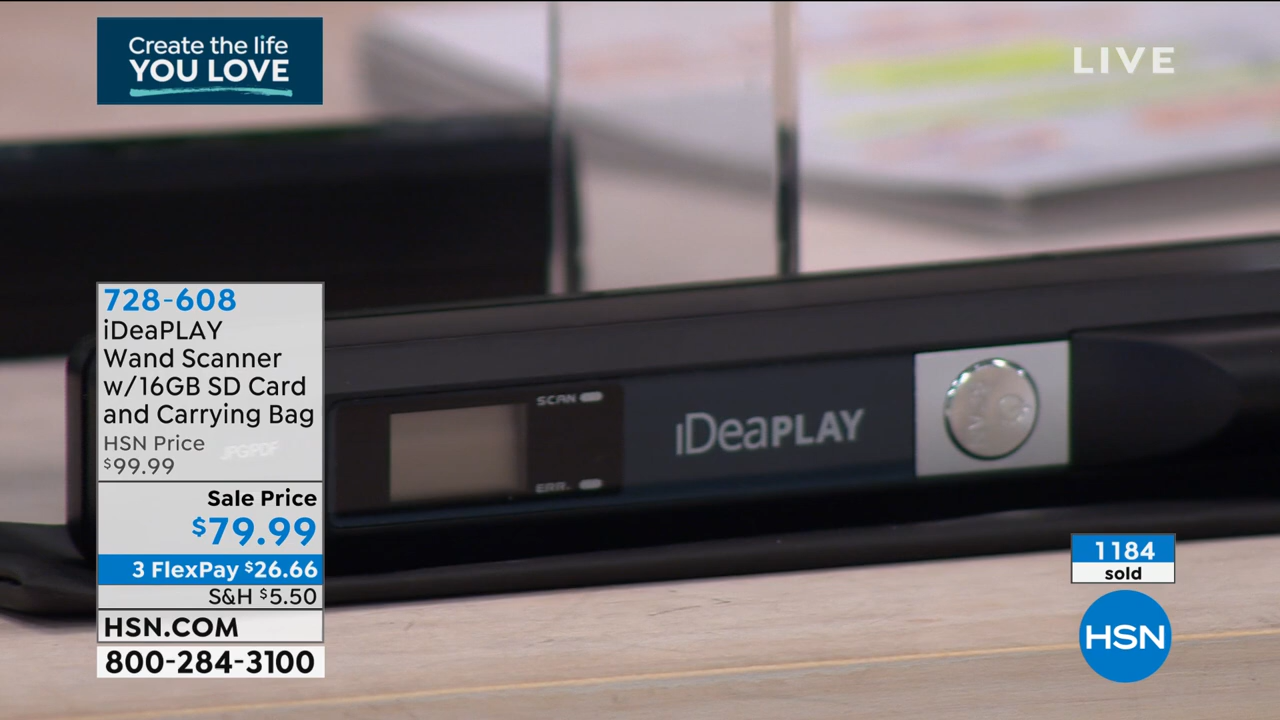 Create the life
YOU LOVE
LIVE
728-608
iDeaPLAY
Wand Scanner
w/16GB SD Card
and Carrying Bag
HSN Price
$99.99
JPG/PDF
Sale Price
$79.99
3 FlexPay $26.66
S&H $5.50
HSN.COM
800-284-3100
SCAN
ERR.
iDeaPLAY
1184
sold
HSN